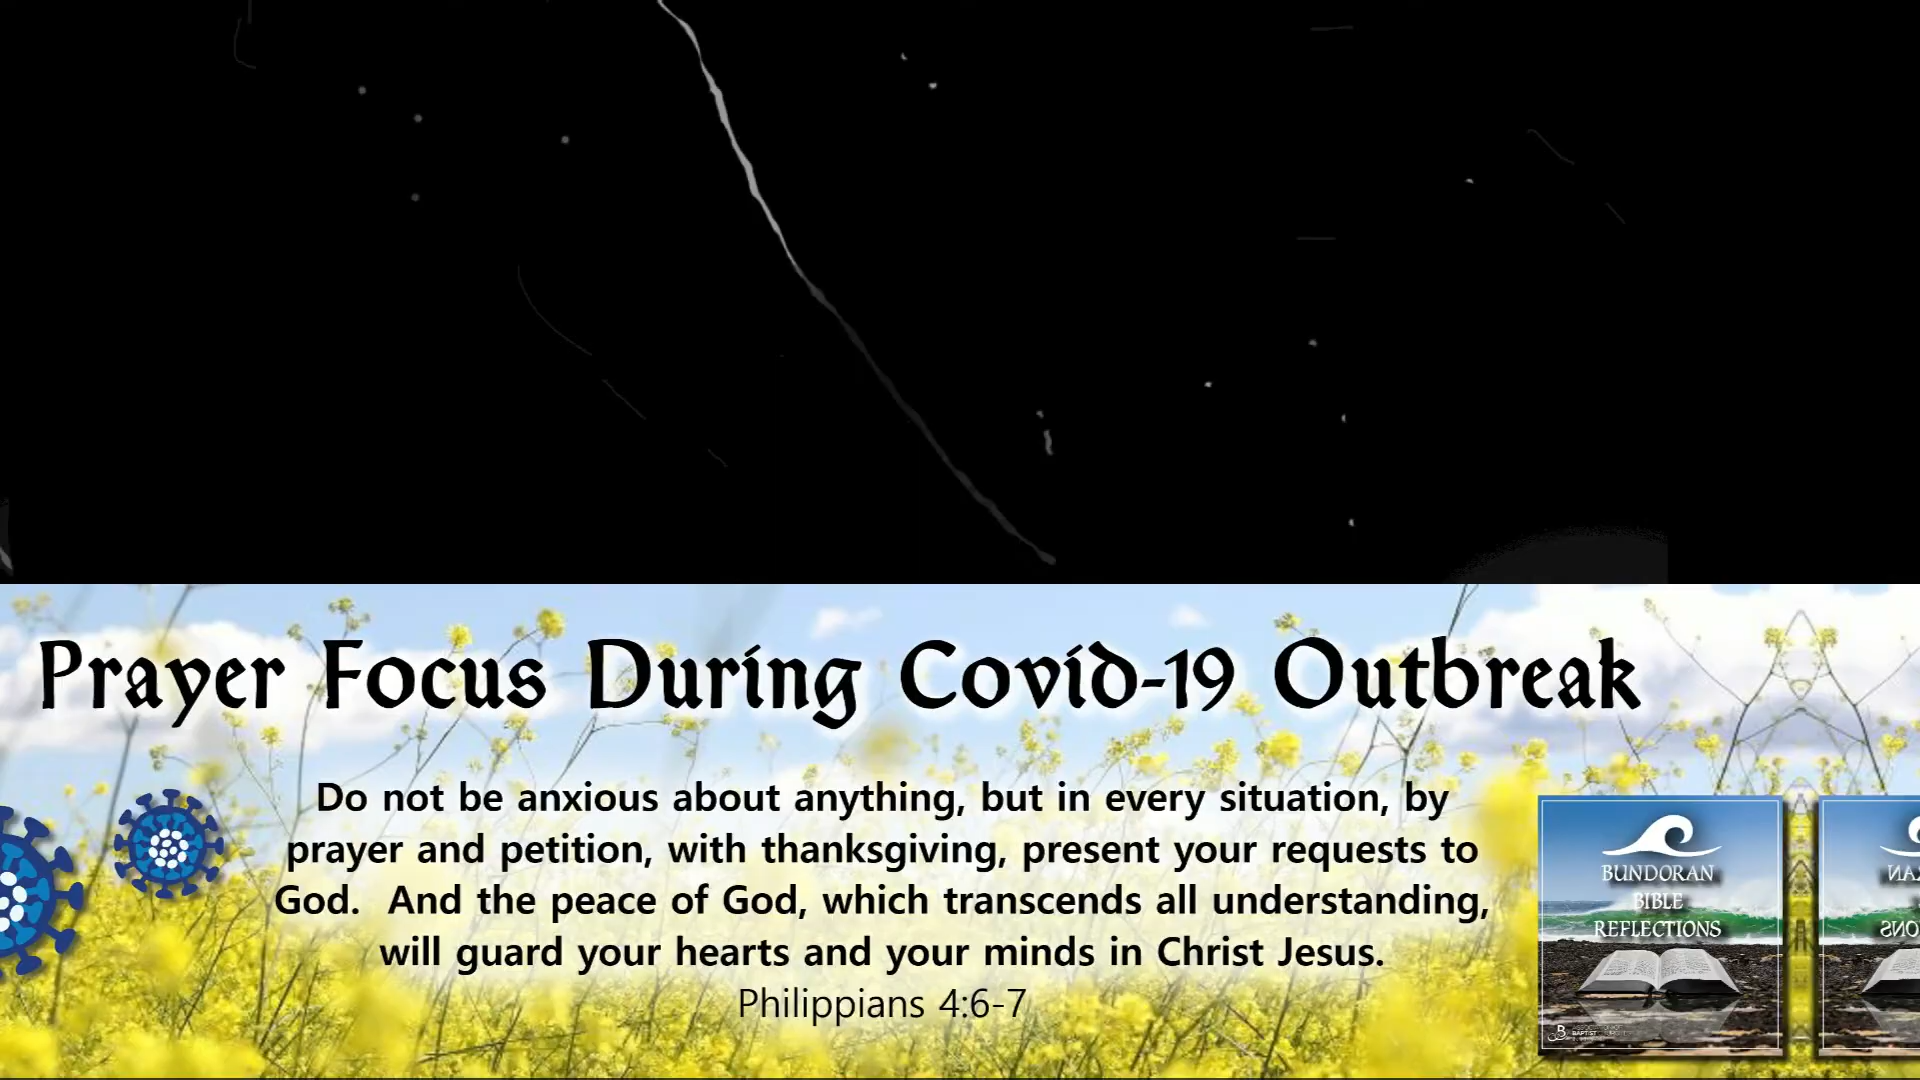 Prayer Focus During Covid-19 Outbreak
Do not be anxious about anything, but in every situation, by
prayer and petition, with thanksgiving, present your requests to
God.  And the peace of God, which transcends all understanding,
will guard your hearts and your minds in Christ Jesus.
Philippians 4:6-7
BUNDORAN
BIBLE
REFLECTIONS
BAPTIST